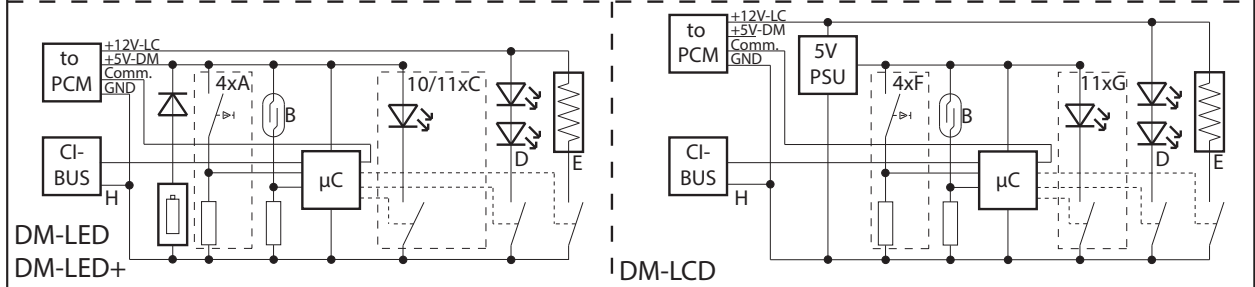 to
PCM
+12V-LC
+5V-DM
Comm.
GND
4xA
B
10/11xC
D
E
CI-
BUS
H
µC
DM-LED
DM-LED+
to
PCM
+12V-LC
+5V-DM
Comm.
GND
5V
PSU
4xF
B
11xG
D
E
CI-
BUS
H
µC
DM-LCD